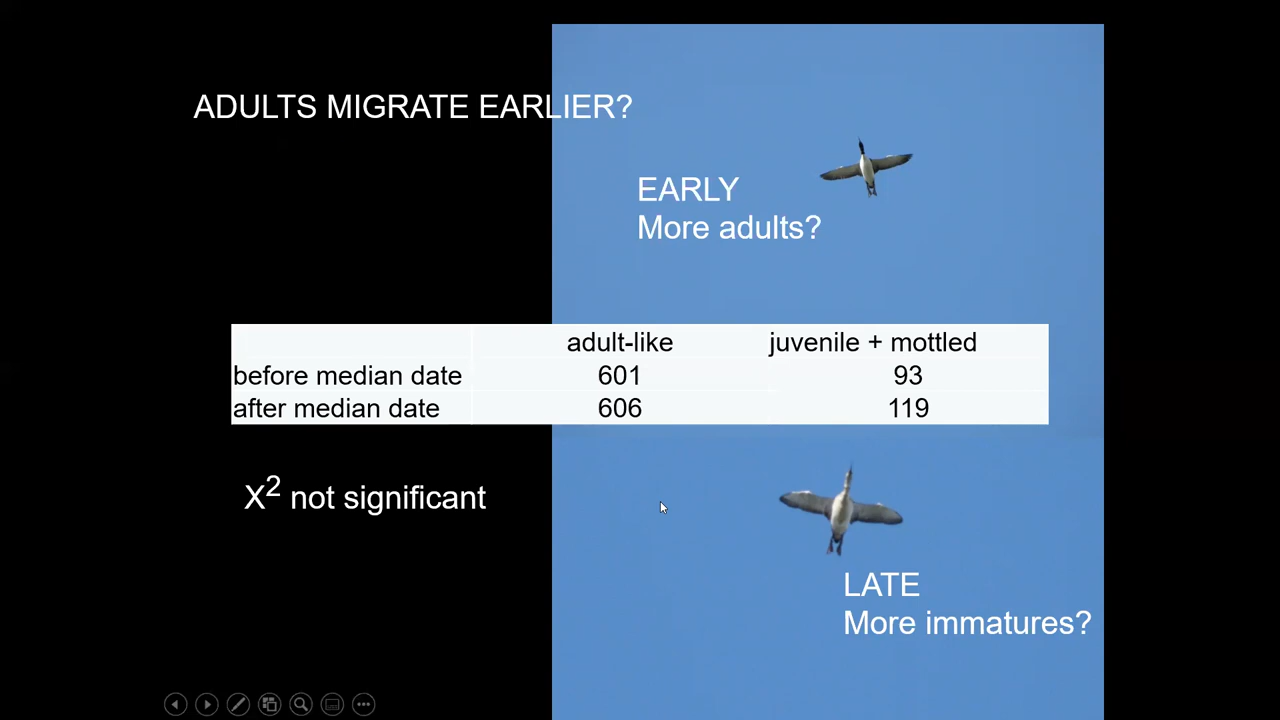 ADULTS MIGRATE EARLIER?
EARLY
More adults?
adult-like juvenile + mottled
before median date 601 93
after median date 606 119
X² not significant
LATE
More immatures?